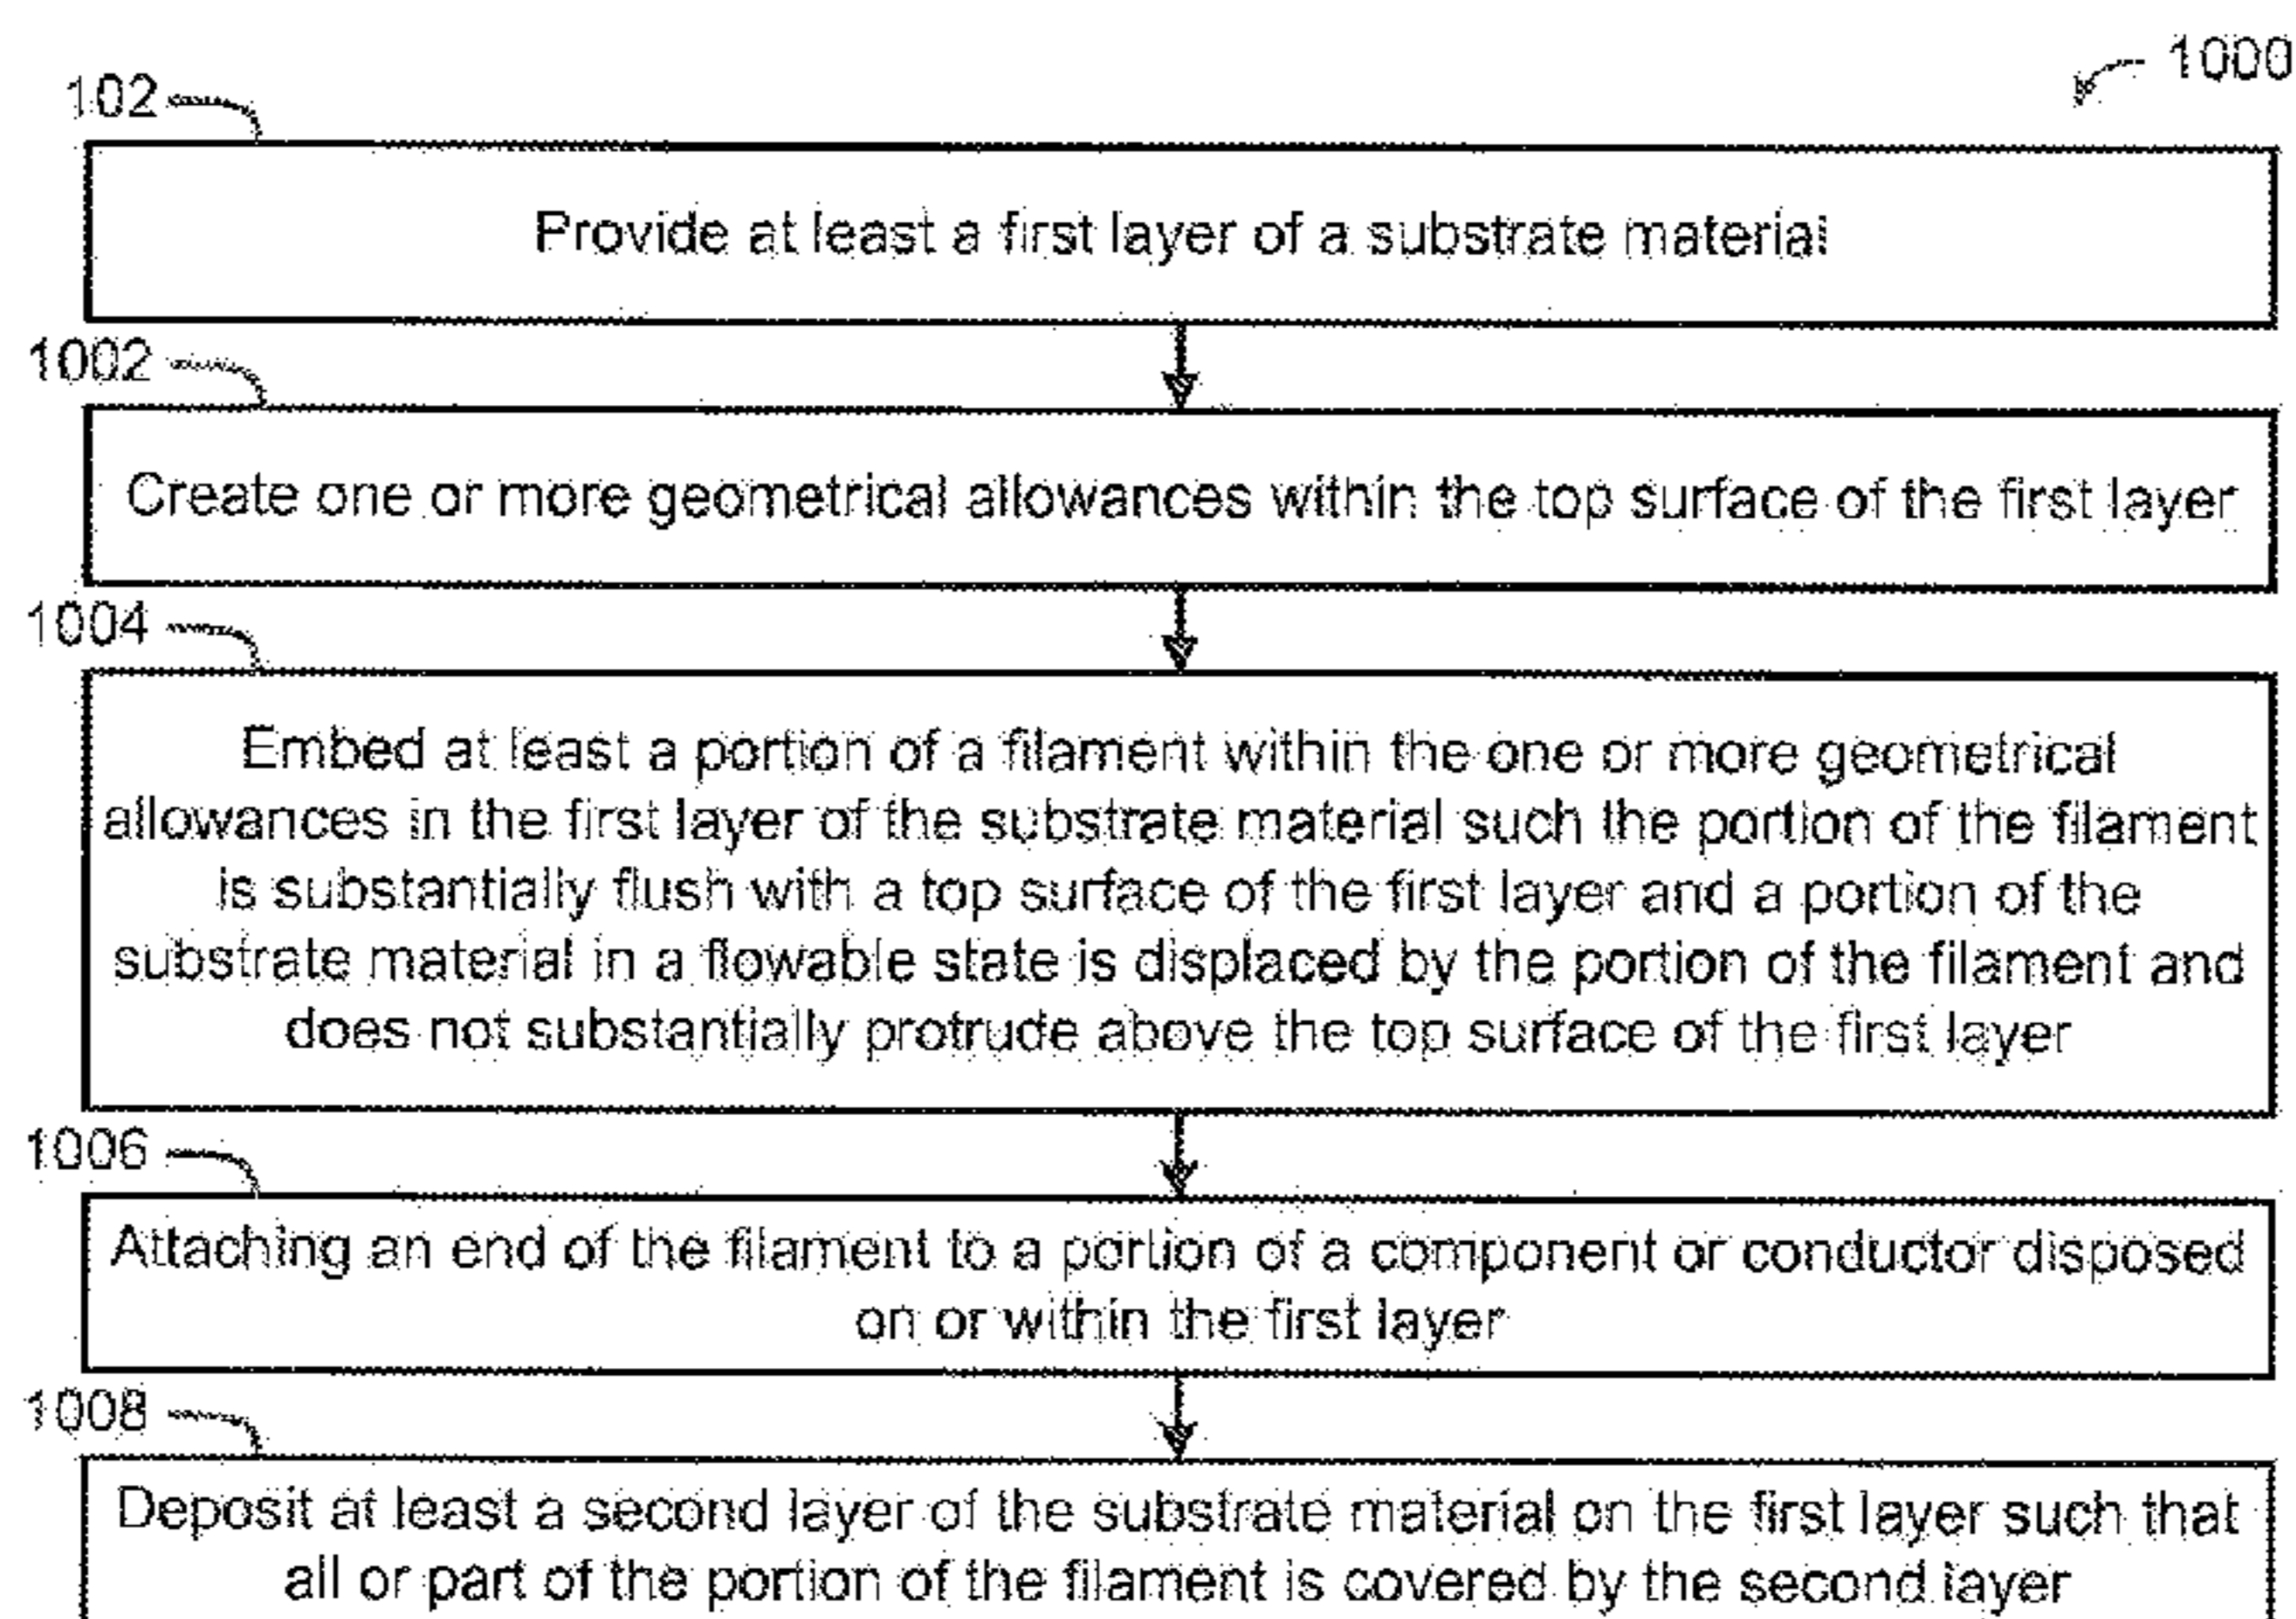 1000
102
Provide at least a first layer of a substrate material
1002
Create one or more geometrical allowances within the top surface of the first layer
1004
Embed at least a portion of a filament within the one or more geometrical
allowances in the first layer of the substrate material such the portion of the filament
is substantially flush with a top surface of the first layer and a portion of the
substrate material in a flowable state is displaced by the portion of the filament and
does not substantially protrude above the top surface of the first layer
1006
Attaching an end of the filament to a portion of a component or conductor disposed
on or within the first layer
1008
Deposit at least a second layer of the substrate material on the first layer such that
all or part of the portion of the filament is covered by the second layer